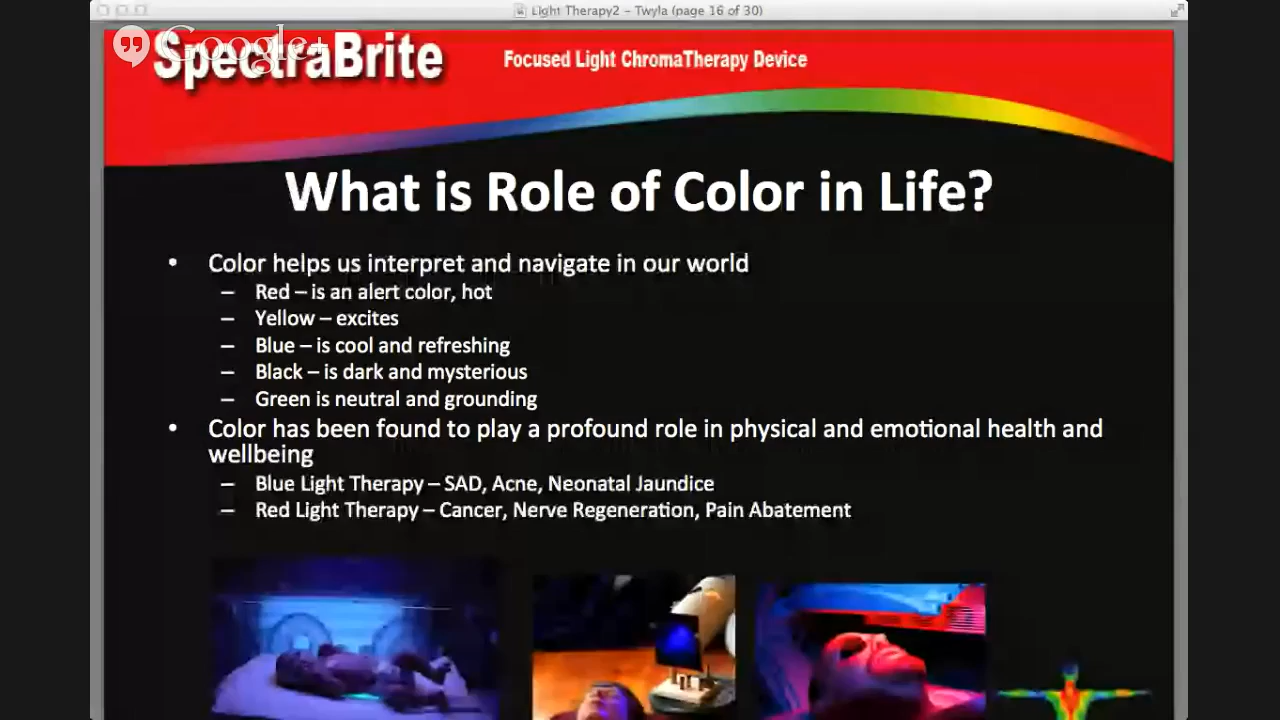 Light Therapy2 – Twyla (page 16 of 30)
Google+
SpectraBrite
Focused Light ChromaTherapy Device
What is Role of Color in Life?
• Color helps us interpret and navigate in our world
– Red – is an alert color, hot
– Yellow – excites
– Blue – is cool and refreshing
– Black – is dark and mysterious
– Green is neutral and grounding
• Color has been found to play a profound role in physical and emotional health and
wellbeing
– Blue Light Therapy – SAD, Acne, Neonatal Jaundice
– Red Light Therapy – Cancer, Nerve Regeneration, Pain Abatement